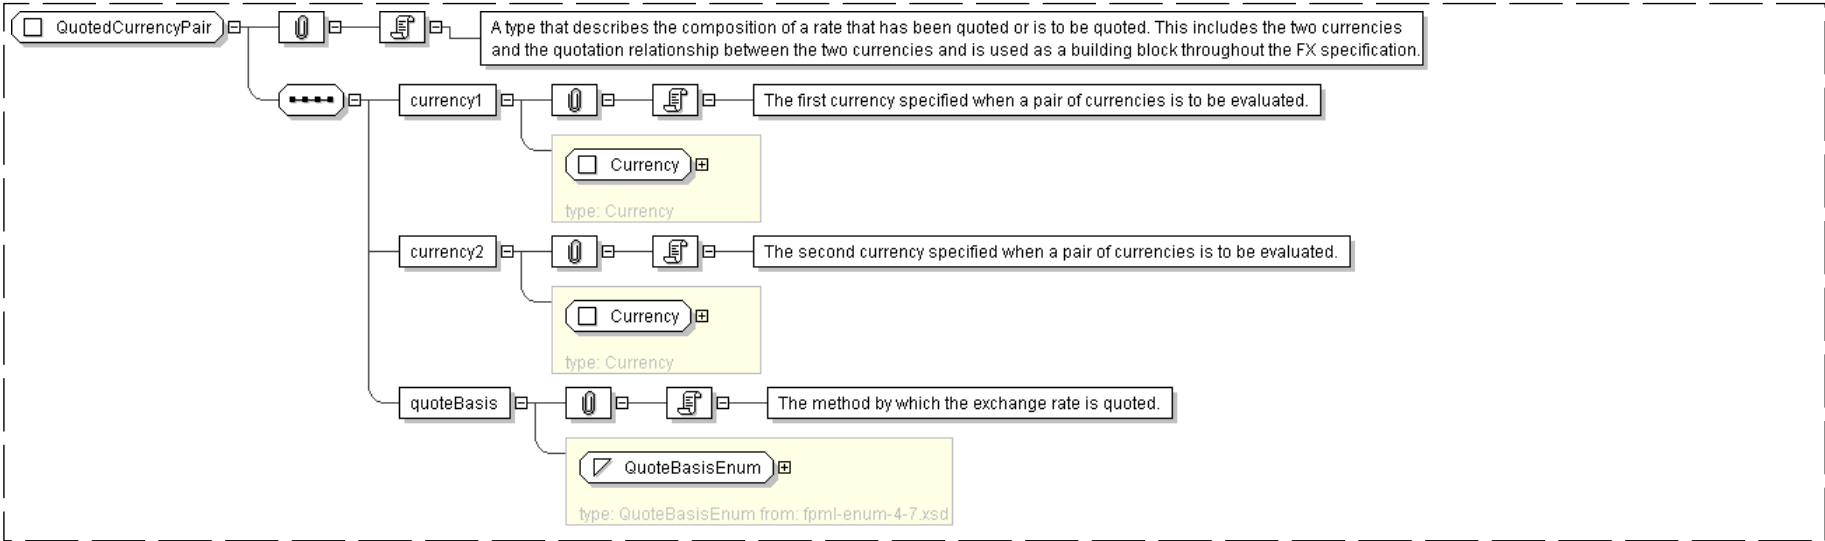 QuotedCurrencyPair
A type that describes the composition of a rate that has been quoted or is to be quoted. This includes the two currencies
and the quotation relationship between the two currencies and is used as a building block throughout the FX specification.
currency1
The first currency specified when a pair of currencies is to be evaluated.
Currency
type: Currency
currency2
The second currency specified when a pair of currencies is to be evaluated.
Currency
type: Currency
quoteBasis
The method by which the exchange rate is quoted.
QuoteBasisEnum
type: QuoteBasisEnum from: fpml-enum-4-7.xsd